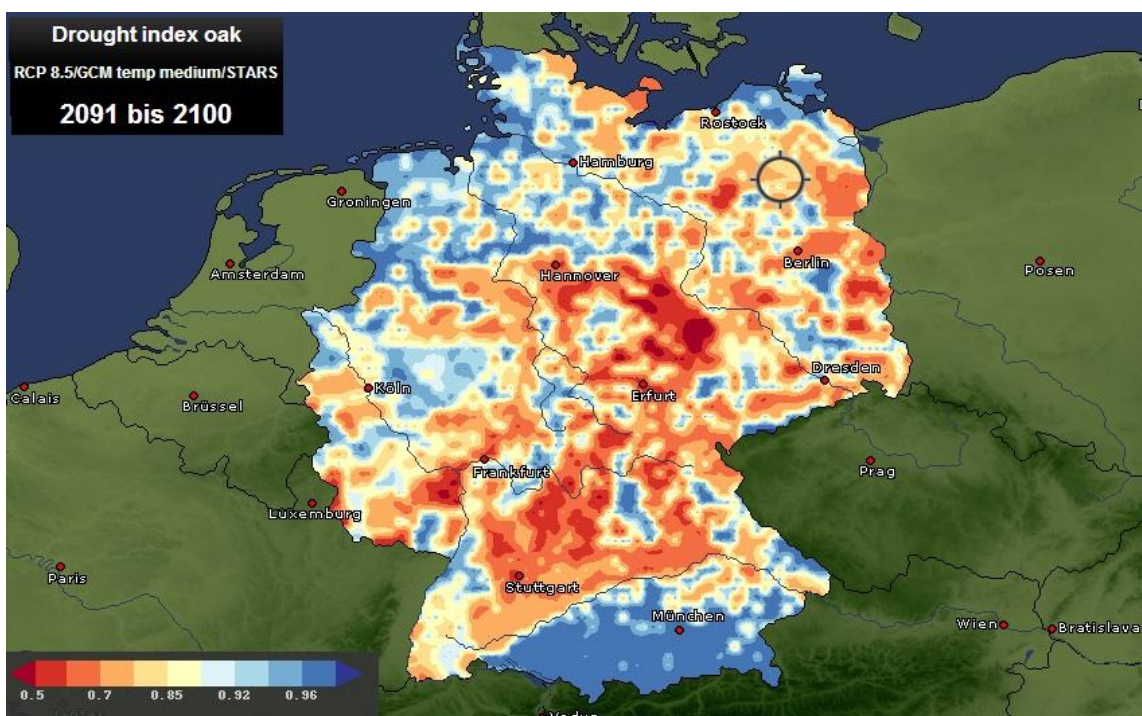 Drought index oak
RCP 8.5/GCM temp medium/STARS
2091 bis 2100
Rostock
Hamburg
Groningen
Berlin
Posen
Amsterdam
Hannover
Dresden
Calais
Köln
Brüssel
Erfurt
Prag
Frankfurt
Luxemburg
Paris
Stuttgart
München
Wien
Bratislava
0.5 0.7 0.85 0.92 0.96